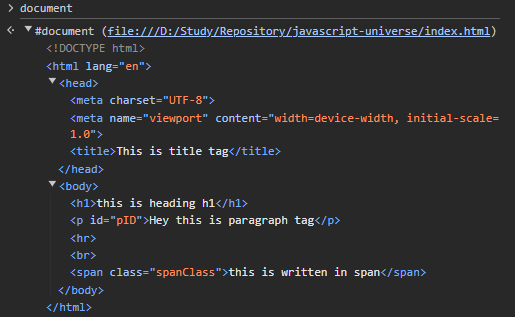 > document
<· ▼#document (file:///D:/Study/Repository/javascript-universe/index.html)
<!DOCTYPE html>
<html lang="en">
▼<head>
<meta charset="UTF-8">
<meta name="viewport" content="width=device-width, initial-scale=
1.0">
<title>This is title tag</title>
</head>
▼<body>
<h1>this is heading h1</h1>
<p id="pID">Hey this is paragraph tag</p>
<hr>
<br>
<span class="spanClass">this is written in span</span>
</body>
</html>